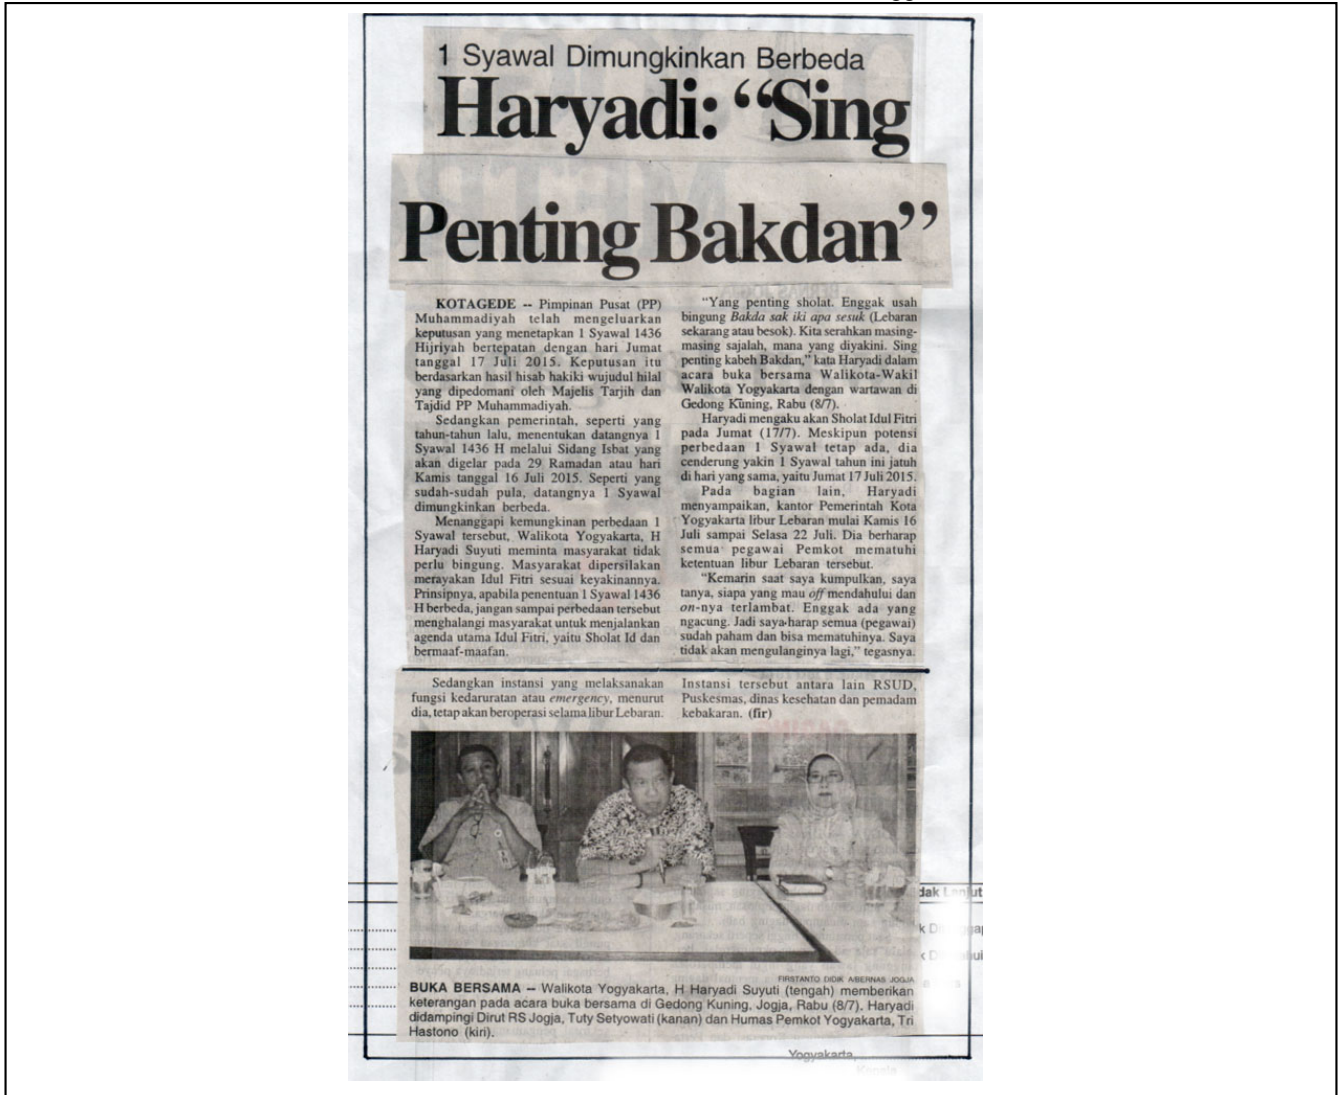 1 Syawal Dimungkinkan Berbeda
Haryadi: “Sing
Penting Bakdan”
KOTAGEDE -- Pimpinan Pusat (PP)
Muhammadiyah telah mengeluarkan
keputusan yang menetapkan 1 Syawal 1436
Hijriyah bertepatan dengan hari Jumat
tanggal 17 Juli 2015. Keputusan itu
berdasarkan hasil hisab hakiki wujudul hilal
yang dipedomani oleh Majelis Tarjih dan
Tajdid PP Muhammadiyah.
Sedangkan pemerintah, seperti yang
tahun-tahun lalu, menentukan datangnya 1
Syawal 1436 H melalui Sidang Isbat yang
akan digelar pada 29 Ramadan atau hari
Kamis tanggal 16 Juli 2015. Seperti yang
sudah-sudah pula, datangnya 1 Syawal
dimungkinkan berbeda.
Menanggapi kemungkinan perbedaan 1
Syawal tersebut, Walikota Yogyakarta, H
Haryadi Suyuti meminta masyarakat tidak
perlu bingung. Masyarakat dipersilakan
merayakan Idul Fitri sesuai keyakinannya.
Prinsipnya, apabila penentuan 1 Syawal 1436
H berbeda, jangan sampai perbedaan tersebut
menghalangi masyarakat untuk menjalankan
agenda utama Idul Fitri, yaitu Sholat Id dan
bermaaf-maafan.
“Yang penting sholat. Enggak usah
bingung Bakda sak iki apa sesuk (Lebaran
sekarang atau besok). Kita serahkan masing-
masing sajalah, mana yang diyakini. Sing
penting kabeh Bakdan,” kata Haryadi dalam
acara buka bersama Walikota-Wakil
Walikota Yogyakarta dengan wartawan di
Gedong Kuning, Rabu (8/7).
Haryadi mengaku akan Sholat Idul Fitri
pada Jumat (17/7). Meskipun potensi
perbedaan 1 Syawal tetap ada, dia
cenderung yakin 1 Syawal tahun ini jatuh
di hari yang sama, yaitu Jumat 17 Juli 2015.
Pada bagian lain, Haryadi
menyampaikan, kantor Pemerintah Kota
Yogyakarta libur Lebaran mulai Kamis 16
Juli sampai Selasa 22 Juli. Dia berharap
semua pegawai Pemkot mematuhi
ketentuan libur Lebaran tersebut.
“Kemarin saat saya kumpulkan, saya
tanya, siapa yang mau off mendahului dan
on-nya terlambat. Enggak ada yang
ngacung. Jadi saya harap semua (pegawai)
sudah paham dan bisa mematuhinya. Saya
tidak akan mengulanginya lagi,” tegasnya.
Sedangkan instansi yang melaksanakan
fungsi kedaruratan atau emergency, menurut
dia, tetap akan beroperasi selama libur Lebaran.
Instansi tersebut antara lain RSUD,
Puskesmas, dinas kesehatan dan pemadam
kebakaran. (fir)
FIRSTANTO DIDIK A/BERNAS JOGJA
BUKA BERSAMA -- Walikota Yogyakarta, H Haryadi Suyuti (tengah) memberikan
keterangan pada acara buka bersama di Gedong Kuning, Jogja, Rabu (8/7). Haryadi
didampingi Dirut RS Jogja, Tuty Setyowati (kanan) dan Humas Pemkot Yogyakarta, Tri
Hastono (kiri).
Yogyakarta,
Kepala